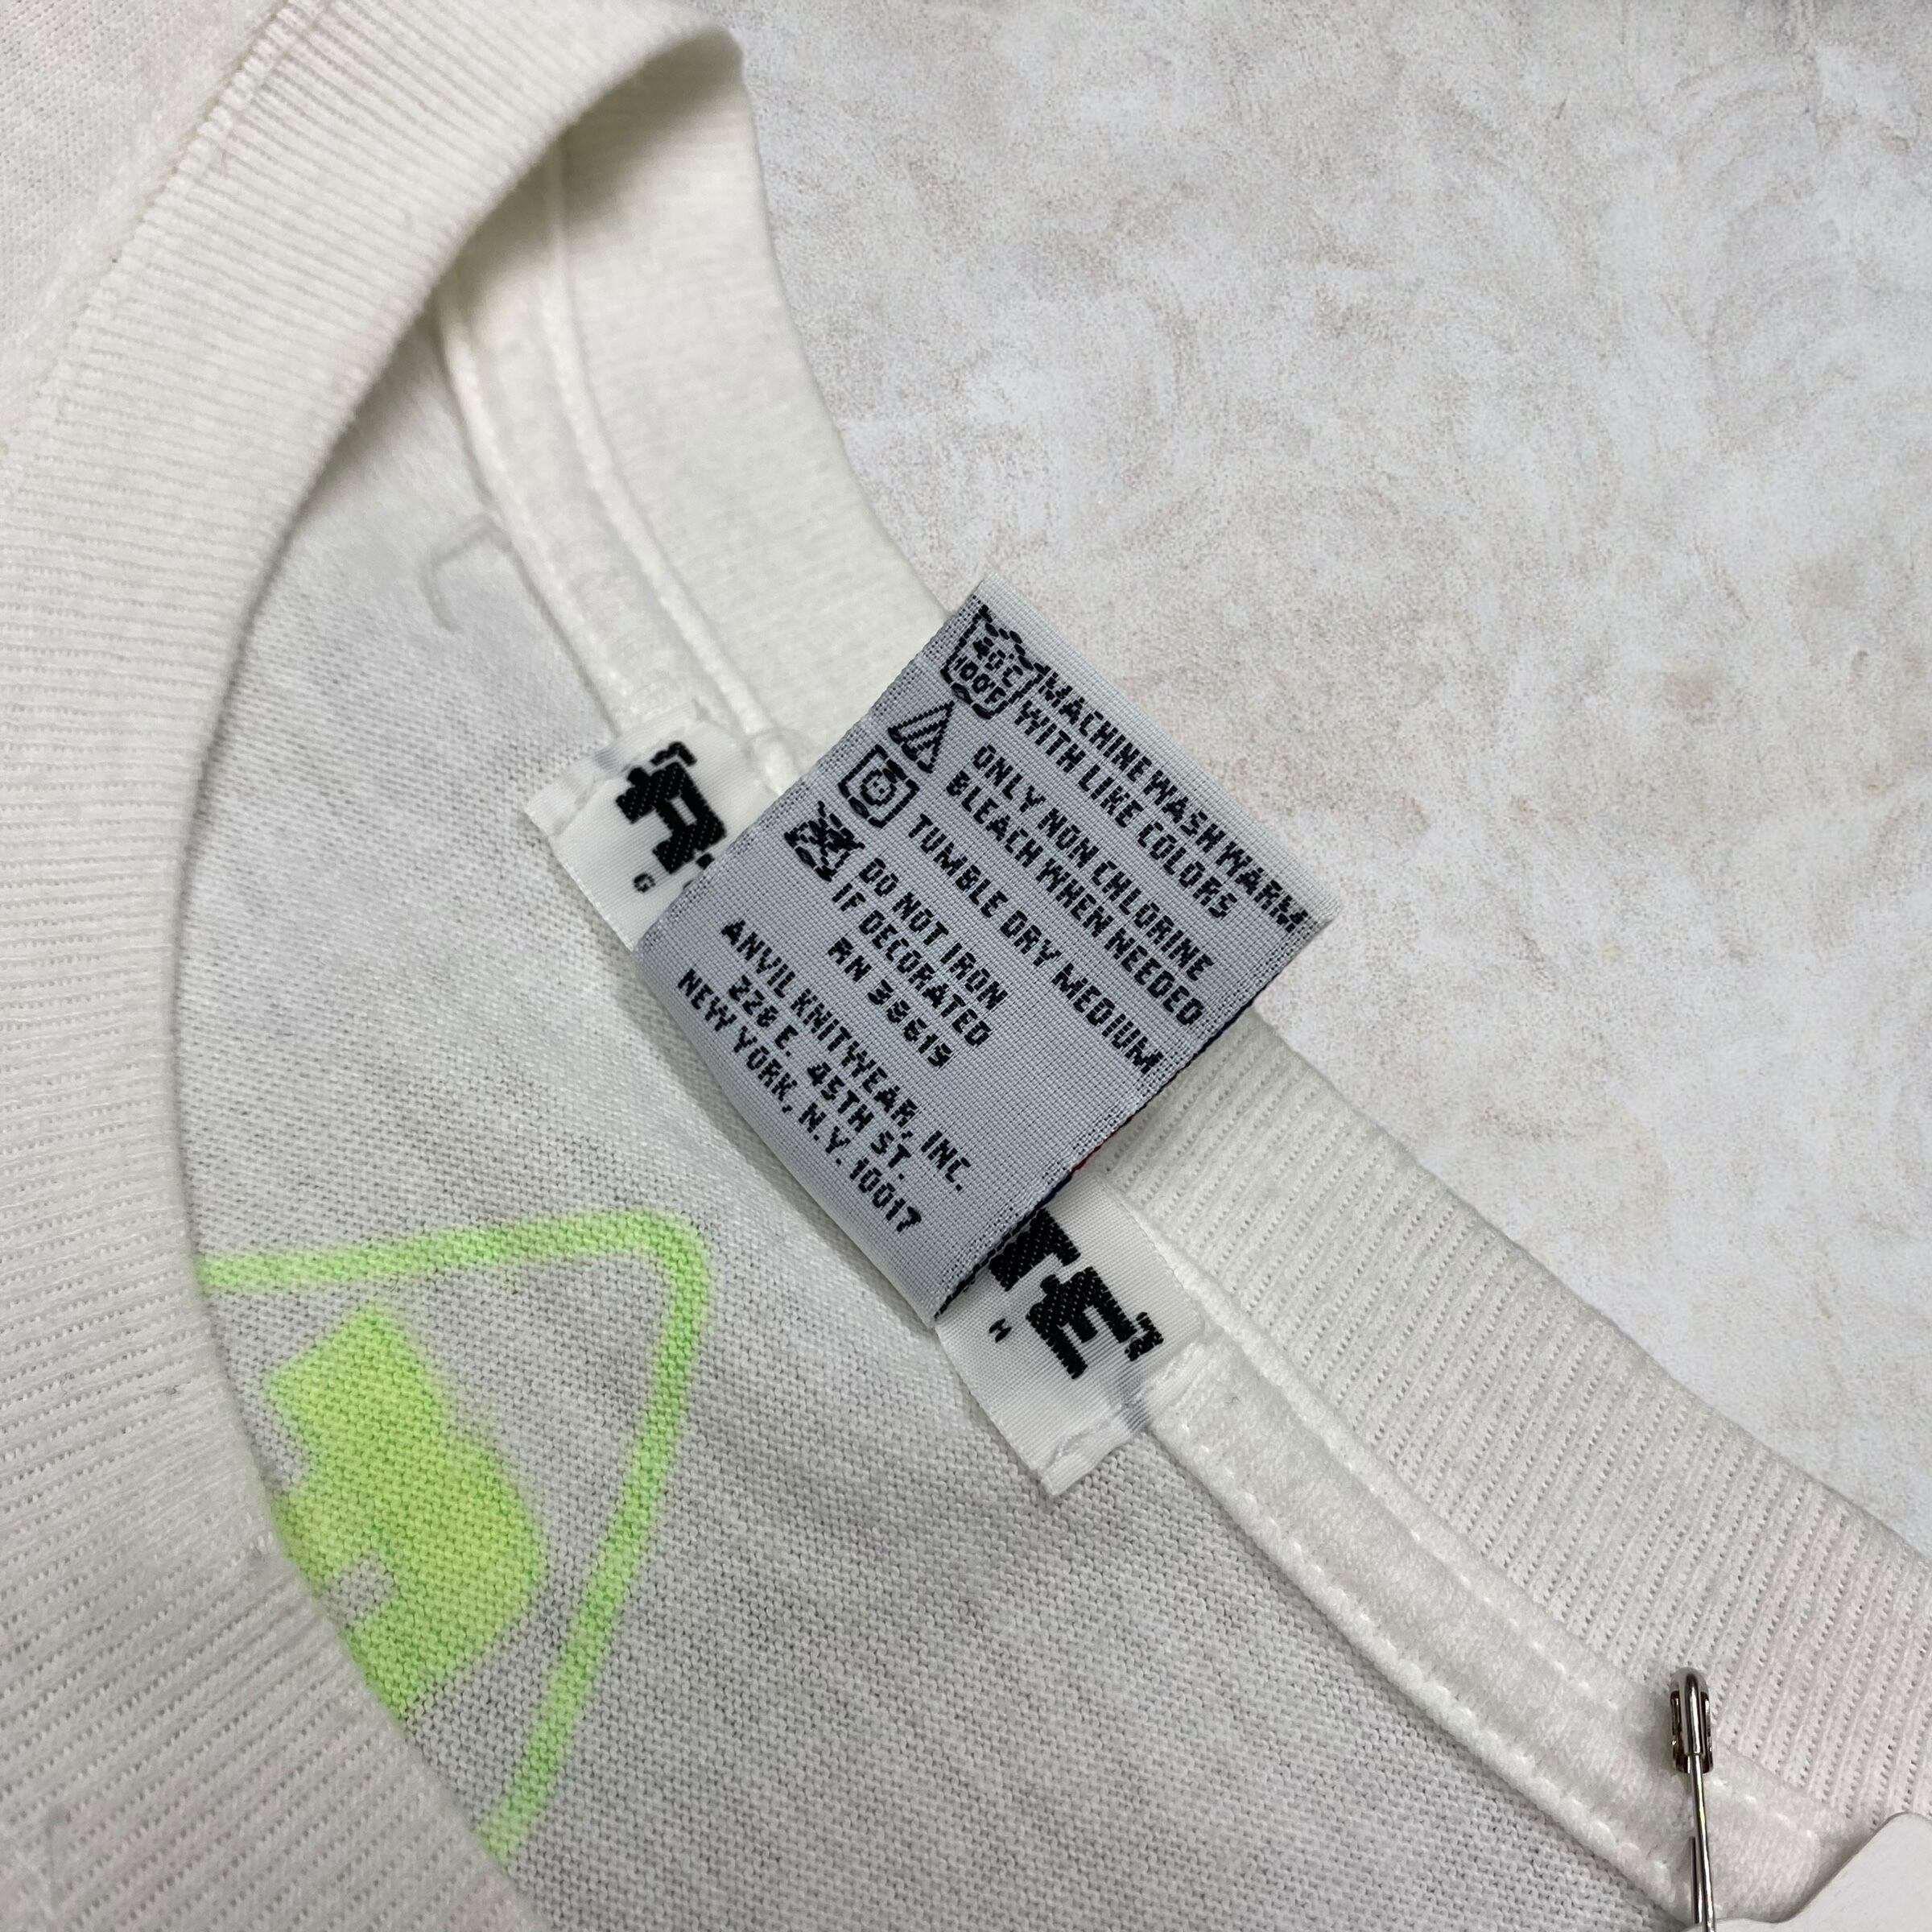 40°C
100°F
MACHINE WASH WARM
WITH LIKE COLORS
ONLY NON CHLORINE
BLEACH WHEN NEEDED
TUMBLE DRY MEDIUM
DO NOT IRON
IF DECORATED
RN 38619
ANVIL KNITWEAR, INC.
228 E. 45TH ST.
NEW YORK, N.Y. 10017
G
H